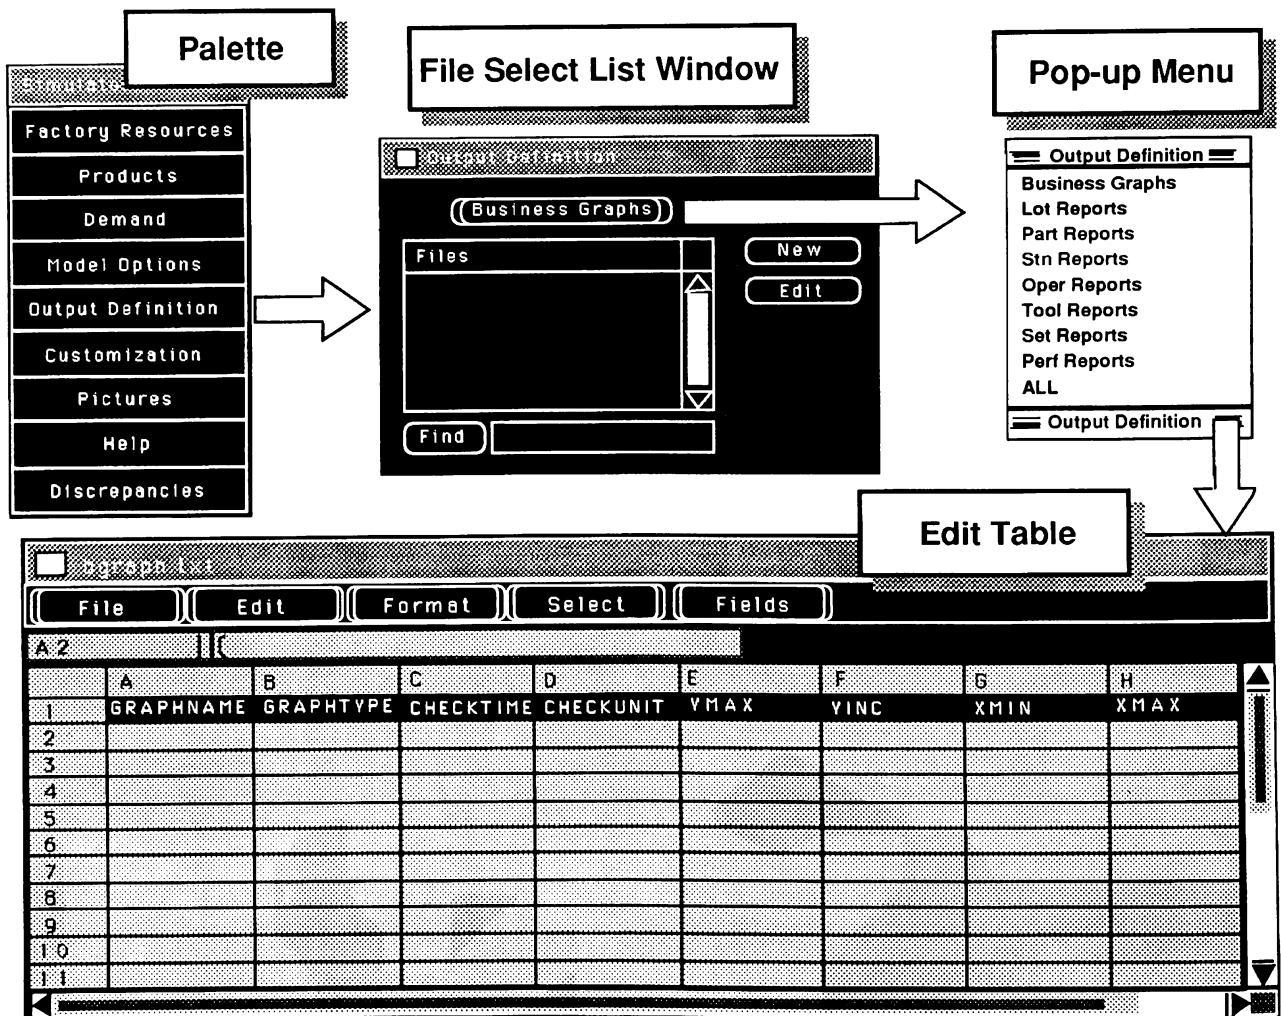 Palette
File Select List Window
Pop-up Menu
Factory Resources
Products
Demand
Model Options
Output Definition
Customization
Pictures
Help
Discrepancies
Output Definition
Business Graphs
Files
New
Edit
Find
Output Definition
Business Graphs
Lot Reports
Part Reports
Stn Reports
Oper Reports
Tool Reports
Set Reports
Perf Reports
ALL
Output Definition
Edit Table
File Edit Format Select Fields
A 2
A B C D E F G H
1 GRAPHNAME GRAPHTYPE CHECKTIME CHECKUNIT YMAX YINC XMIN XMAX
2
3
4
5
6
7
8
9
10
11